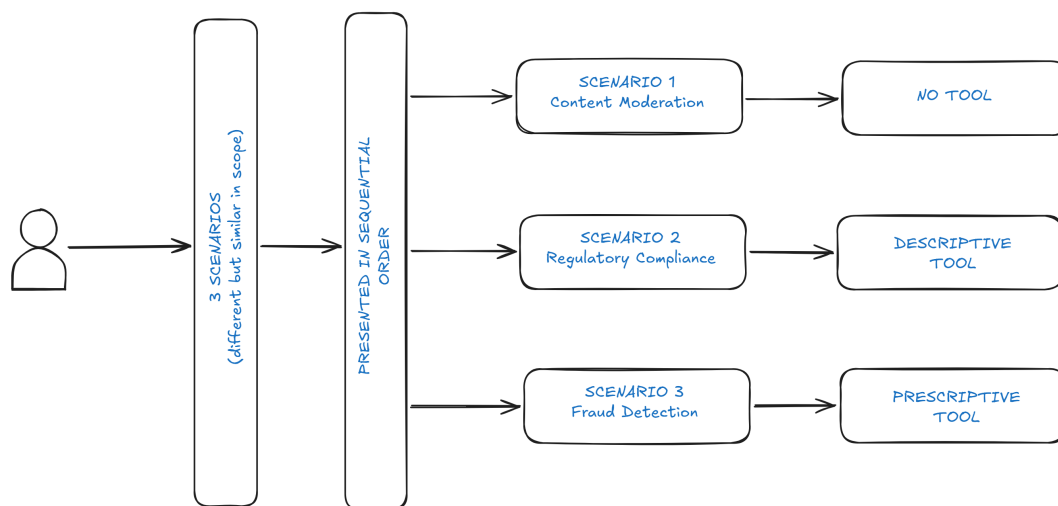 3 SCENARIOS
(different but similar in scope)
PRESENTED IN SEQUENTIAL
ORDER
SCENARIO 1
Content Moderation
NO TOOL
SCENARIO 2
Regulatory Compliance
DESCRIPTIVE
TOOL
SCENARIO 3
Fraud Detection
PRESCRIPTIVE
TOOL